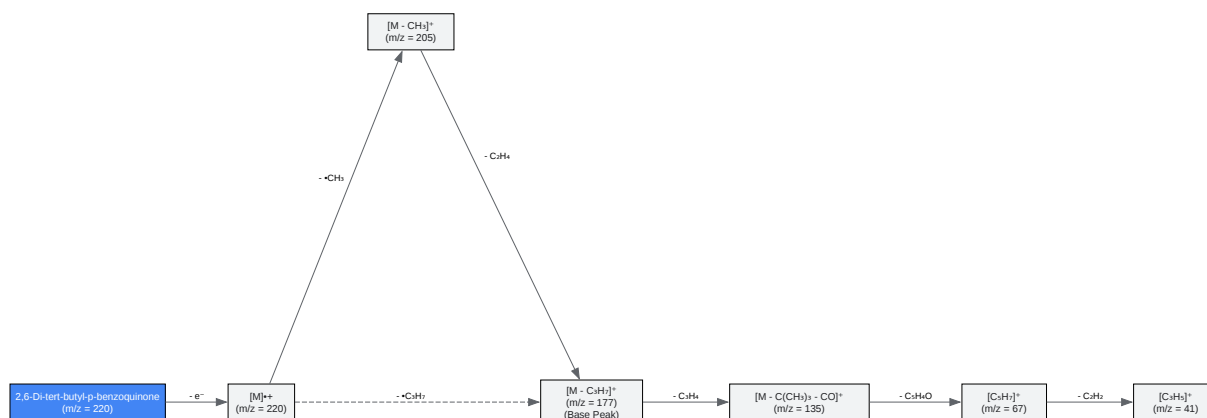 [M - CH₃]⁺
(m/z = 205)
- C₂H₄
- •CH₃
2,6-Di-tert-butyl-p-benzoquinone
(m/z = 220)
- e⁻
[M]•+
(m/z = 220)
- •C₃H₇
[M - C₃H₇]⁺
(m/z = 177)
(Base Peak)
- C₃H₄
[M - C(CH₃)₃ - CO]⁺
(m/z = 135)
- C₅H₄O
[C₅H₇]⁺
(m/z = 67)
- C₂H₂
[C₃H₅]⁺
(m/z = 41)